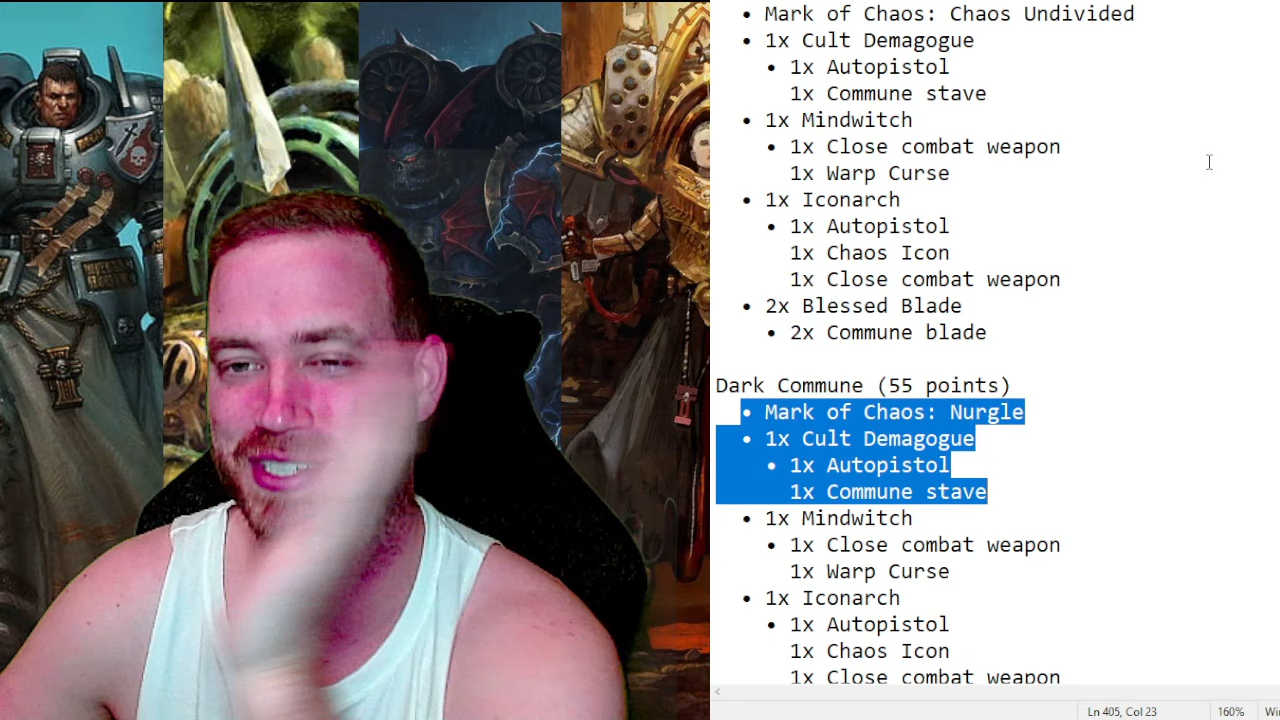 • Mark of Chaos: Chaos Undivided
• 1x Cult Demagogue
• 1x Autopistol
1x Commune stave
• 1x Mindwitch
• 1x Close combat weapon
1x Warp Curse
• 1x Iconarch
• 1x Autopistol
1x Chaos Icon
1x Close combat weapon
• 2x Blessed Blade
• 2x Commune blade
Dark Commune (55 points)
• Mark of Chaos: Nurgle
• 1x Cult Demagogue
• 1x Autopistol
1x Commune stave
• 1x Mindwitch
• 1x Close combat weapon
1x Warp Curse
• 1x Iconarch
• 1x Autopistol
1x Chaos Icon
1x Close combat weapon
Ln 405, Col 23
160%
Wi